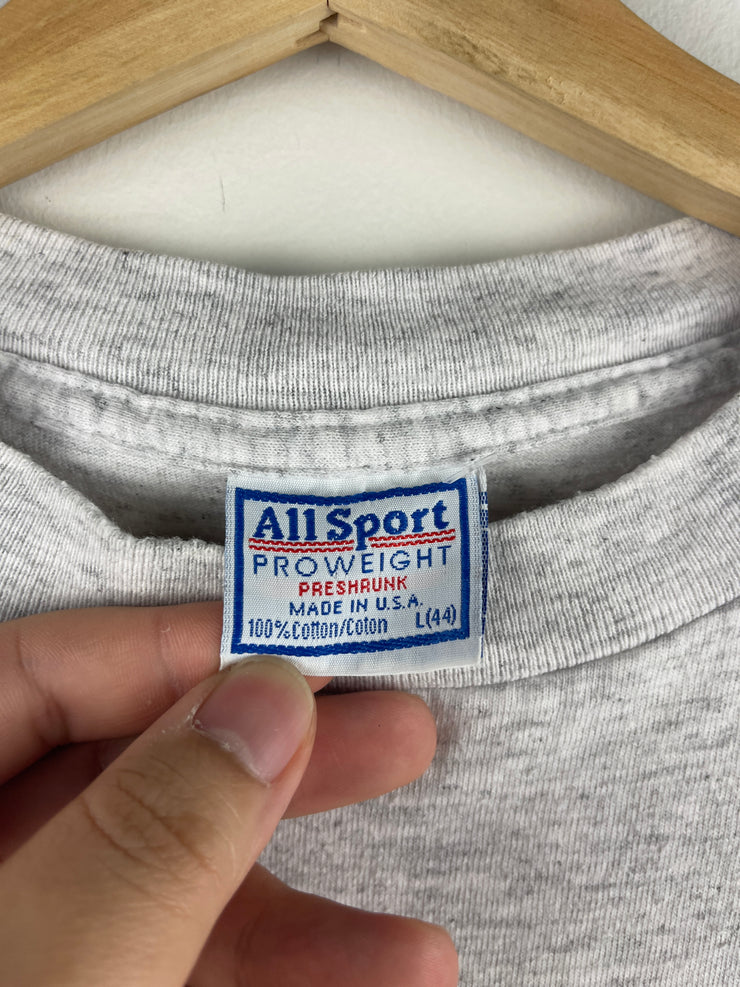 All Sport
PROWEIGHT
PRESHRUNK
MADE IN U.S.A.
100% Cotton/Coton L(44)